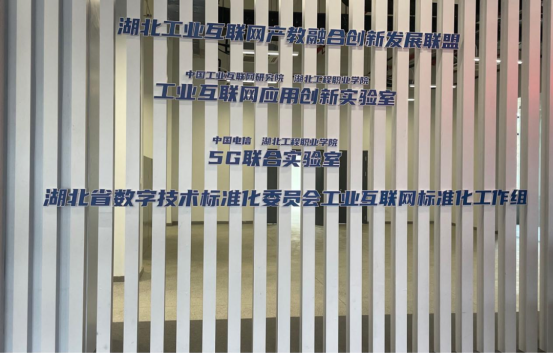 湖北工业互联网产教融合创新发展联盟
中国工业互联网研究院 湖北工程职业学院
工业互联网应用创新实验室
中国电信 湖北工程职业学院
5G联合实验室
湖北省数字技术标准化委员会工业互联网标准化工作组